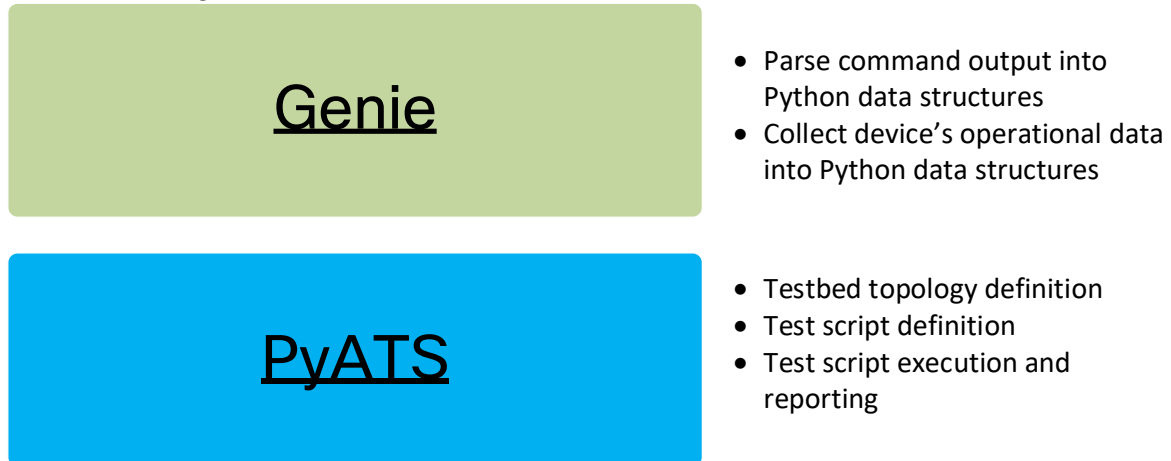 Genie
• Parse command output into
Python data structures
• Collect device’s operational data
into Python data structures
PyATS
• Testbed topology definition
• Test script definition
• Test script execution and
reporting